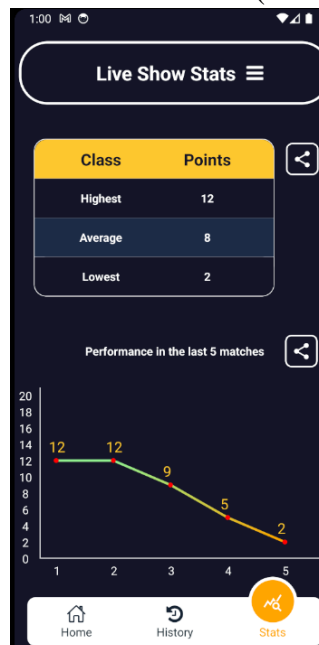 1:00
Live Show Stats
Class Points
Highest 12
Average 8
Lowest 2
Performance in the last 5 matches
20
18
16
14
12
10
8
6
4
2
0
12 12 9 5 2
1 2 3 4 5
Home History Stats